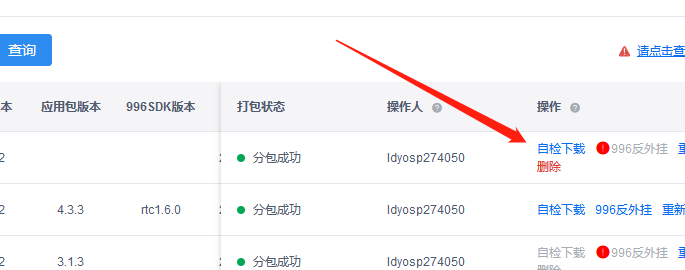 查询
请点击查
本 应用包版本 996SDK版本 打包状态 操作人 操作
2 分包成功 ldyosp274050 自检下载 996反外挂
删除
2 4.3.3 rtc1.6.0 分包成功 ldyosp274050 自检下载 996反外挂 重新
2 3.1.3 分包成功 ldyosp274050 自检下载 996反外挂
删除